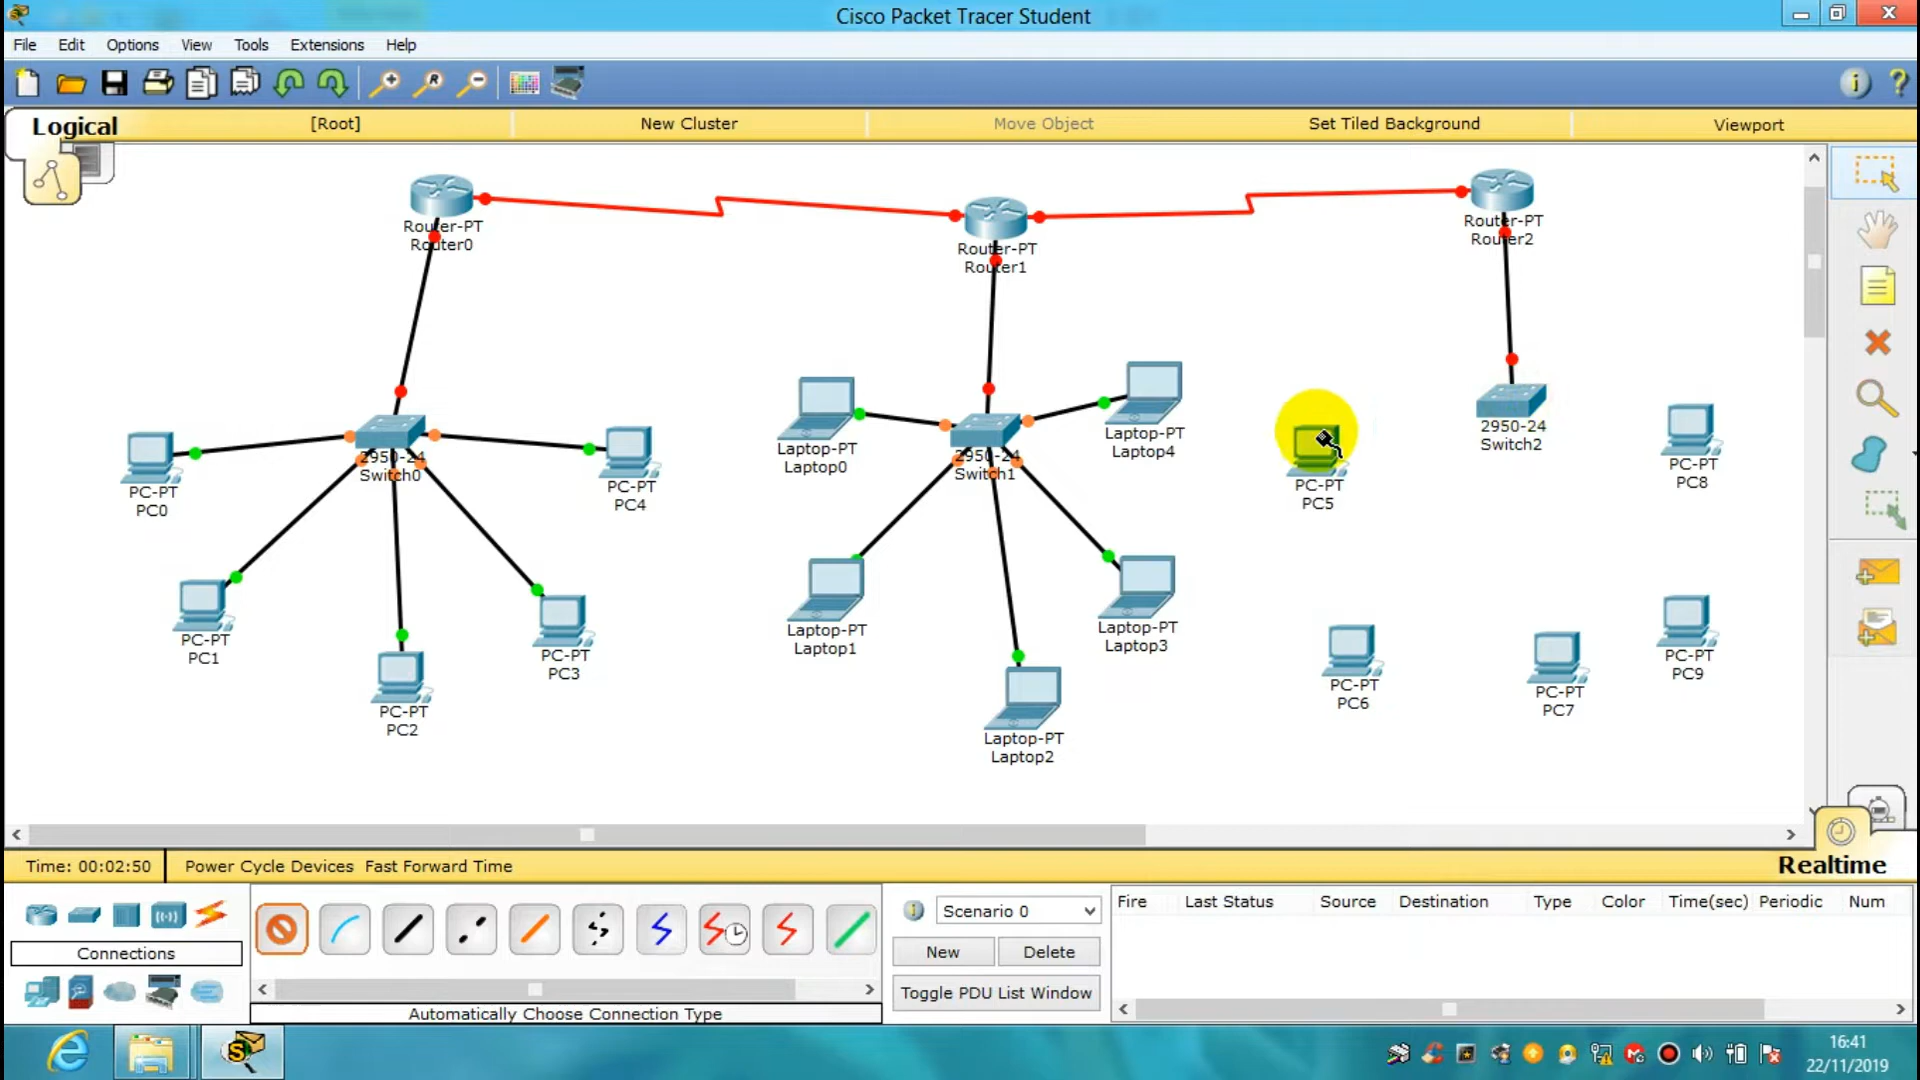 Cisco Packet Tracer Student
File Edit Options View Tools Extensions Help
Logical [Root] New Cluster Move Object Set Tiled Background Viewport
Router-PT
Router0
Router-PT
Router1
Router-PT
Router2
2950-24
Switch0
PC-PT
PC0
PC-PT
PC4
PC-PT
PC1
PC-PT
PC2
PC-PT
PC3
Laptop-PT
Laptop0
2950-24
Switch1
Laptop-PT
Laptop4
Laptop-PT
Laptop1
Laptop-PT
Laptop3
Laptop-PT
Laptop2
PC-PT
PC5
2950-24
Switch2
PC-PT
PC8
PC-PT
PC6
PC-PT
PC7
PC-PT
PC9
Time: 00:02:50 Power Cycle Devices Fast Forward Time Realtime
Connections
Automatically Choose Connection Type
Scenario 0
New Delete
Toggle PDU List Window
Fire Last Status Source Destination Type Color Time(sec) Periodic Num
16:41
22/11/2019